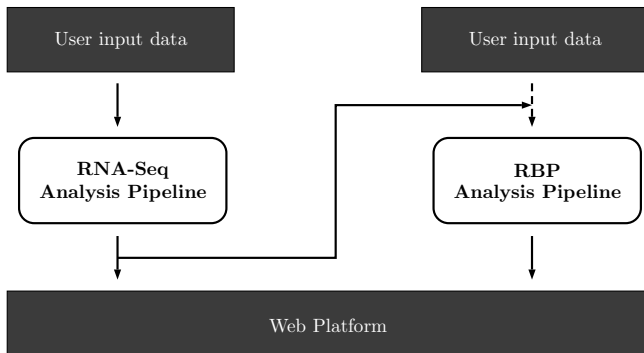 User input data
User input data
RNA-Seq
Analysis Pipeline
RBP
Analysis Pipeline
Web Platform